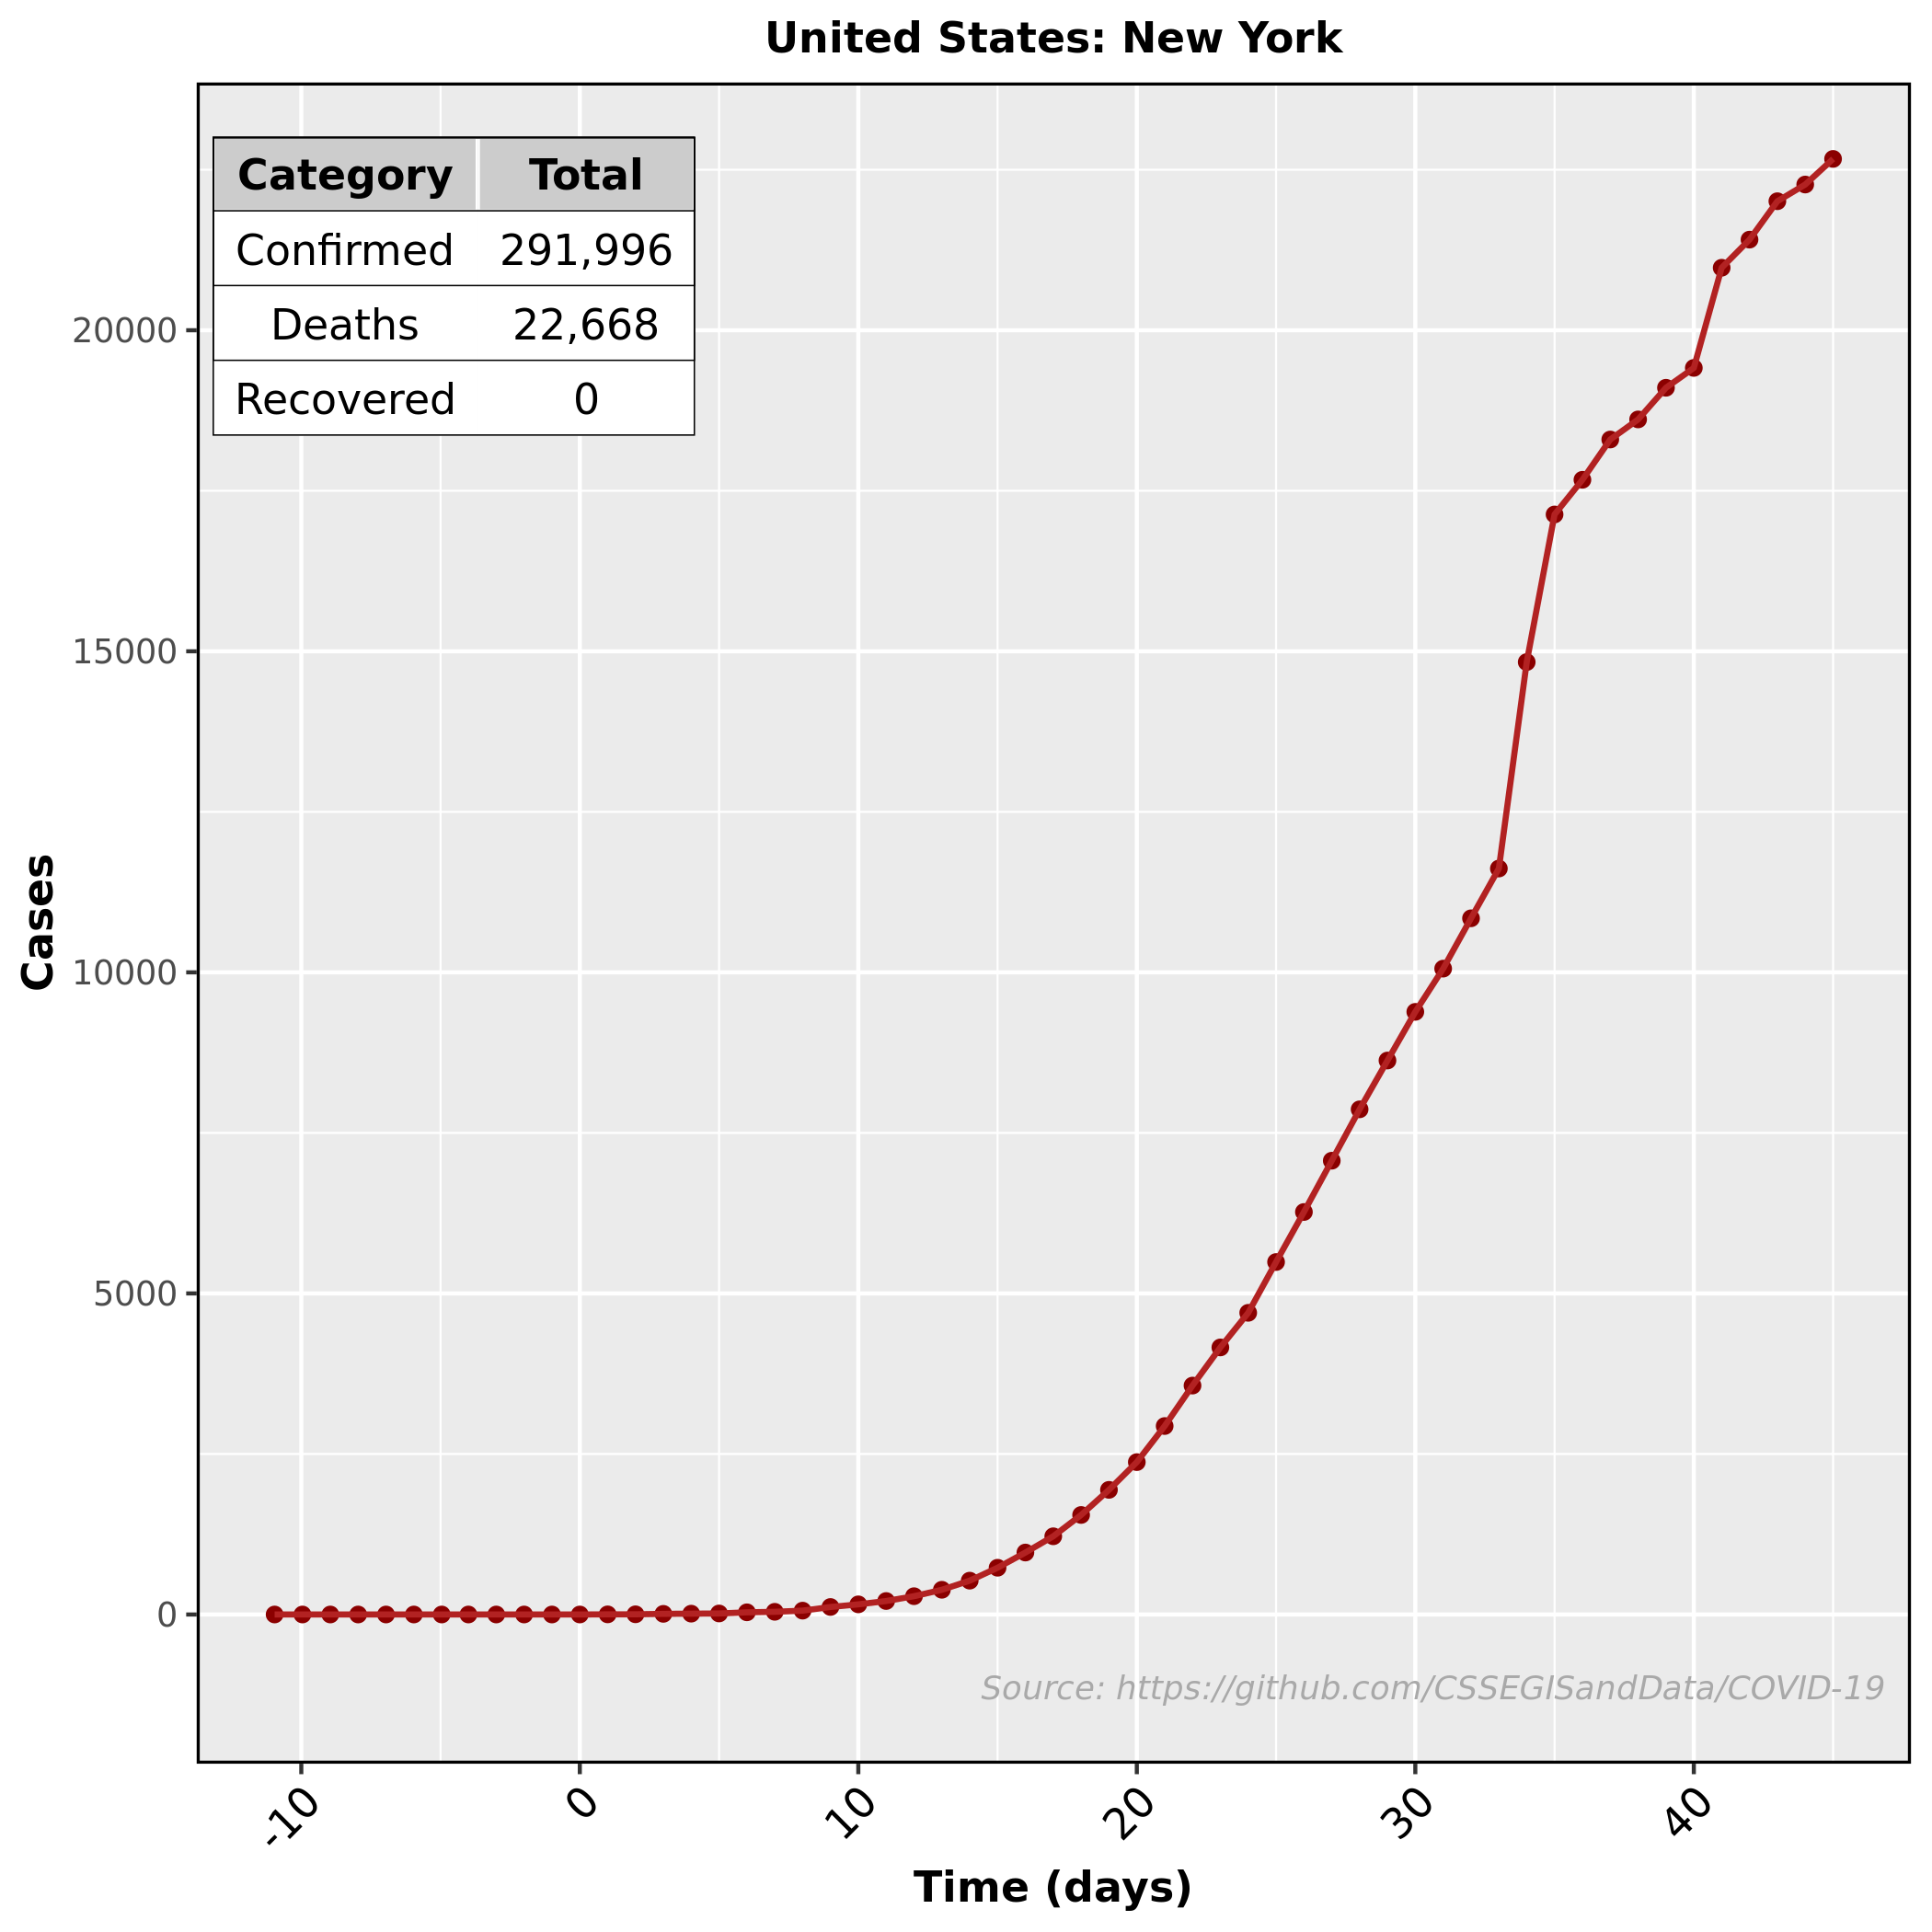 United States: New York
Category Total
Confirmed 291,996
Deaths 22,668
Recovered 0
20000
15000
10000
5000
0
Cases
Source: https://github.com/CSSEGISandData/COVID-19
-10 0 10 20 30 40
Time (days)